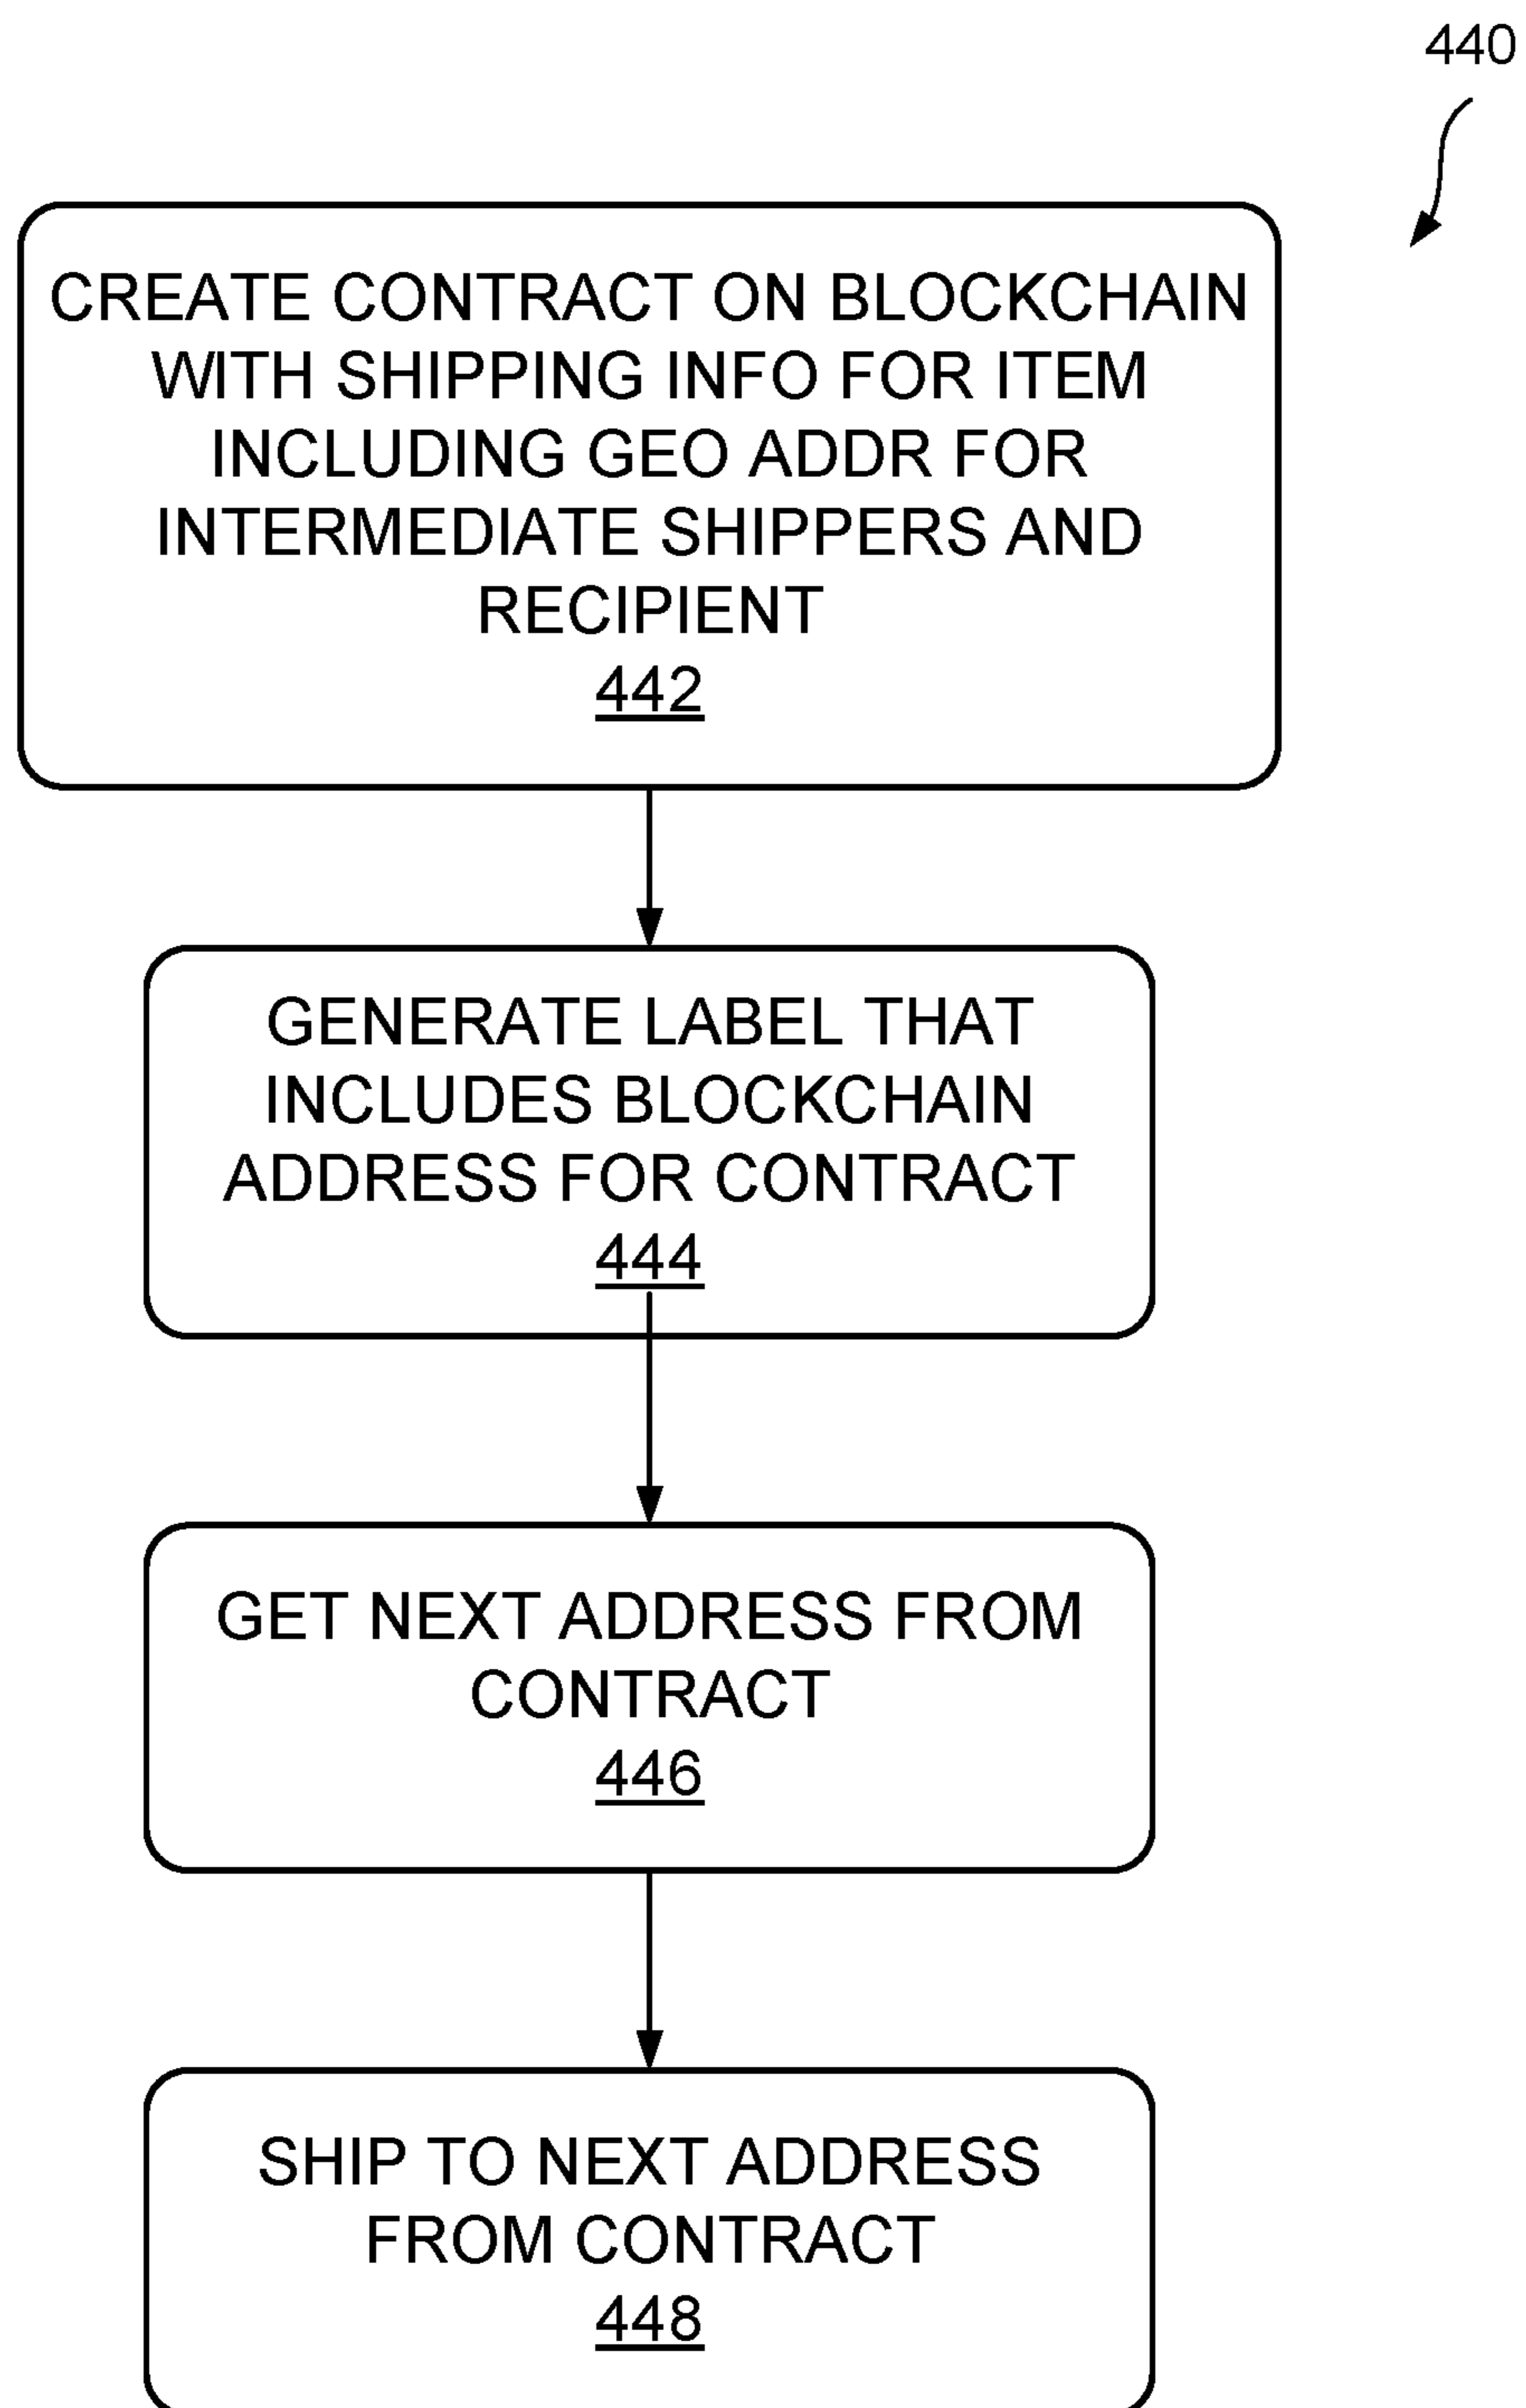 440
CREATE CONTRACT ON BLOCKCHAIN
WITH SHIPPING INFO FOR ITEM
INCLUDING GEO ADDR FOR
INTERMEDIATE SHIPPERS AND
RECIPIENT
442
GENERATE LABEL THAT
INCLUDES BLOCKCHAIN
ADDRESS FOR CONTRACT
444
GET NEXT ADDRESS FROM
CONTRACT
446
SHIP TO NEXT ADDRESS
FROM CONTRACT
448